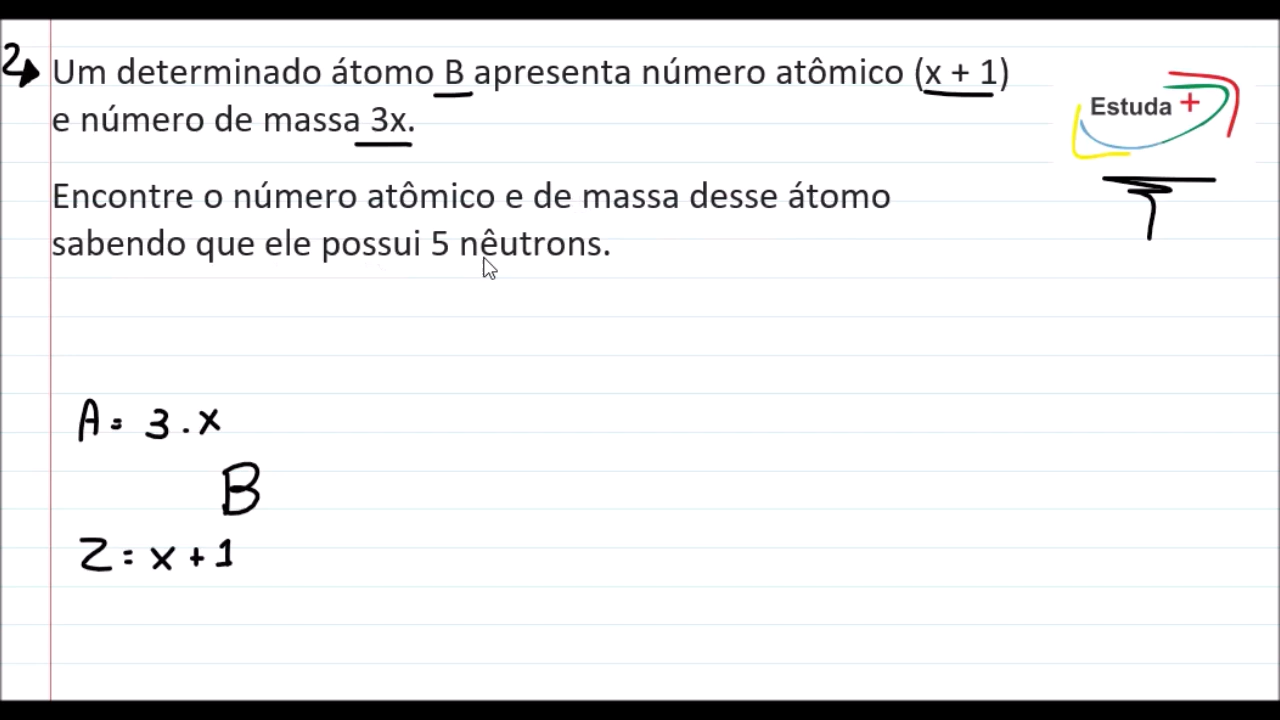 2 Um determinado átomo B apresenta número atômico (x + 1)
e número de massa 3x.
Estuda +
Encontre o número atômico e de massa desse átomo
sabendo que ele possui 5 nêutrons.
A = 3 . x
B
Z = x + 1